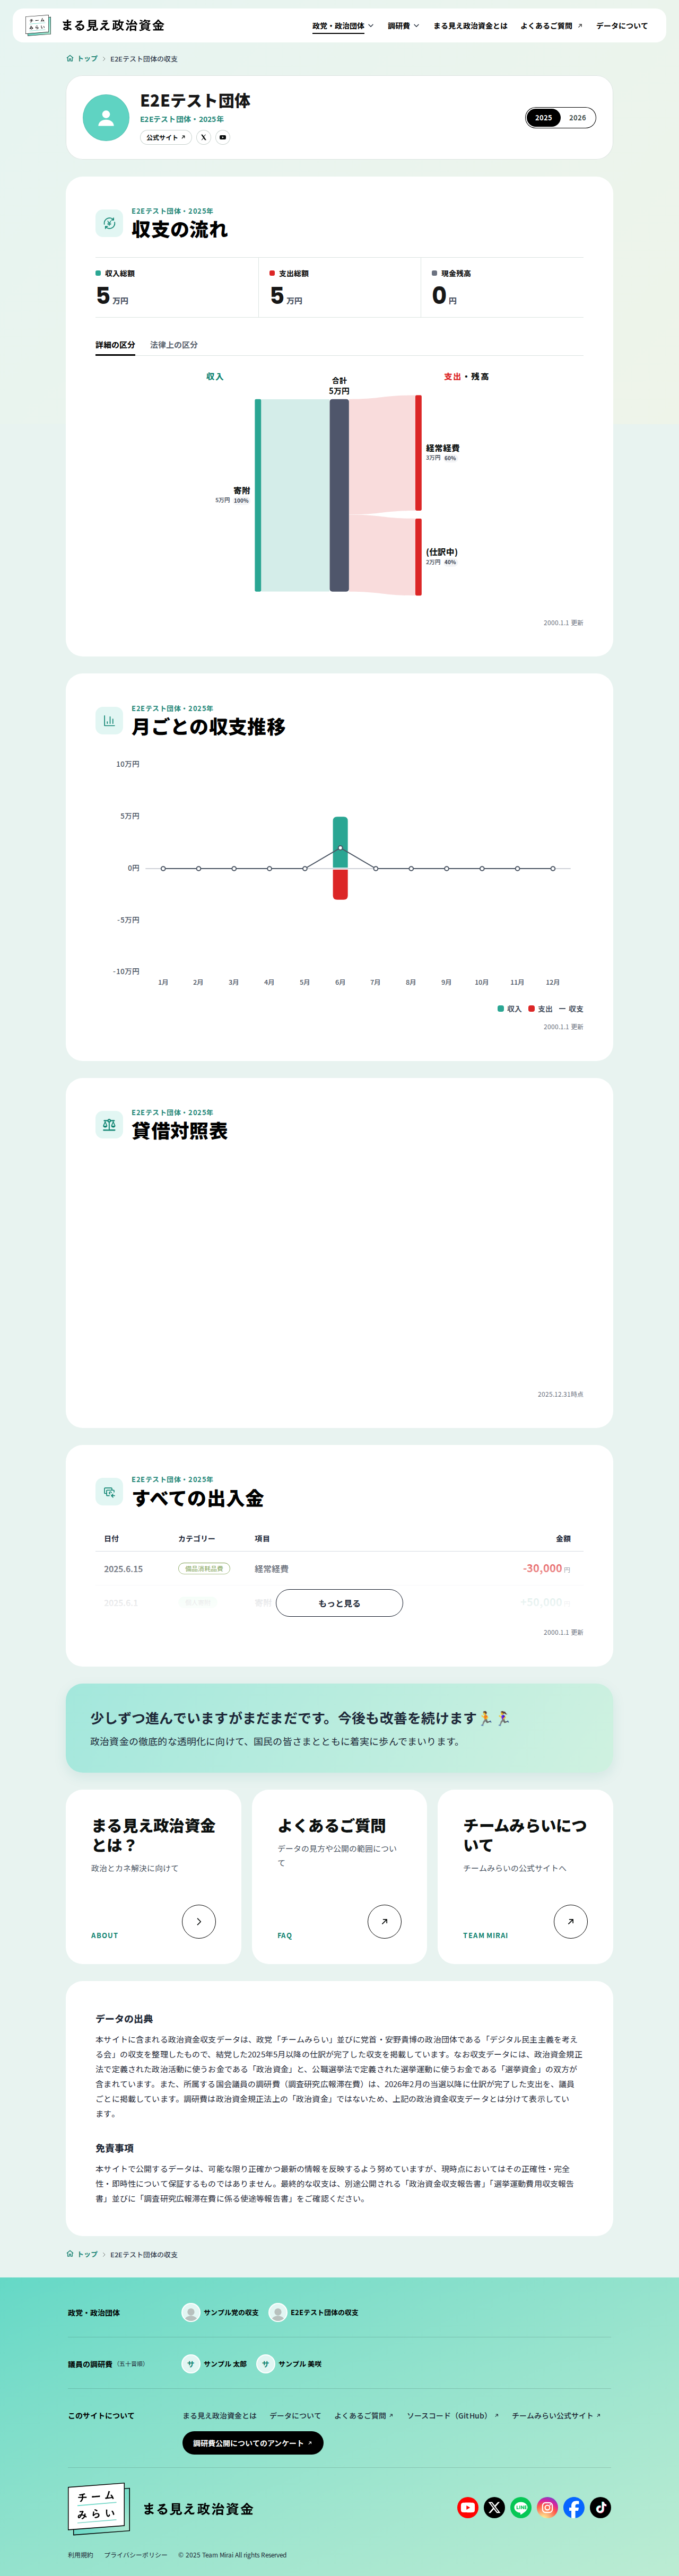 チーム
みらい
まる見え政治資金
政党・政治団体
調研費
まる見え政治資金とは
よくあるご質問
データについて
トップ
E2Eテスト団体の収支
E2Eテスト団体
E2Eテスト団体・2025年
公式サイト
2025
2026
E2Eテスト団体・2025年
収支の流れ
収入総額
5 万円
支出総額
5 万円
現金残高
0 円
詳細の区分
法律上の区分
収入
合計
5万円
支出・残高
寄附
5万円 100%
経常経費
3万円 60%
(仕訳中)
2万円 40%
2000.1.1 更新
E2Eテスト団体・2025年
月ごとの収支推移
10万円
5万円
0円
-5万円
-10万円
1月
2月
3月
4月
5月
6月
7月
8月
9月
10月
11月
12月
収入
支出
収支
2000.1.1 更新
E2Eテスト団体・2025年
貸借対照表
2025.12.31時点
E2Eテスト団体・2025年
すべての出入金
日付
カテゴリー
項目
金額
2025.6.15
備品消耗品費
経常経費
-30,000 円
2025.6.1
寄附
+50,000 円
もっと見る
2000.1.1 更新
少しずつ進んでいますがまだまだです。今後も改善を続けます🏃‍♂️🏃‍♀️
政治資金の徹底的な透明化に向けて、国民の皆さまとともに着実に歩んでまいります。
まる見え政治資金
とは？
政治とカネ解決に向けて
ABOUT
よくあるご質問
データの見方や公開の範囲につい
て
FAQ
チームみらいにつ
いて
チームみらいの公式サイトへ
TEAM MIRAI
データの出典
本サイトに含まれる政治資金収支データは、政党「チームみらい」並びに党首・安野貴博の政治団体である「デジタル民主主義を考え
る会」の収支を整理したもので、結党した2025年5月以降の仕訳が完了した収支を掲載しています。なお収支データには、政治資金規正
法で定義された政治活動に使うお金である「政治資金」と、公職選挙法で定義された選挙運動に使うお金である「選挙資金」の双方が
含まれています。また、所属する国会議員の調研費（調査研究広報滞在費）は、2026年2月の当選以降に仕訳が完了した支出を、議員
ごとに掲載しています。調研費は政治資金規正法上の「政治資金」ではないため、上記の政治資金収支データとは分けて表示してい
ます。
免責事項
本サイトで公開するデータは、可能な限り正確かつ最新の情報を反映するよう努めていますが、現時点においてはその正確性・完全
性・即時性について保証するものではありません。最終的な収支は、別途公開される「政治資金収支報告書」「選挙運動費用収支報告
書」並びに「調査研究広報滞在費に係る使途等報告書」をご確認ください。
トップ
E2Eテスト団体の収支
政党・政治団体
サンプル党の収支
E2Eテスト団体の収支
議員の調研費（五十音順）
サ サンプル 太郎
サ サンプル 美咲
このサイトについて
まる見え政治資金とは
データについて
よくあるご質問
ソースコード（GitHub）
チームみらい公式サイト
調研費公開についてのアンケート
チーム
みらい
まる見え政治資金
LINE
利用規約
プライバシーポリシー
© 2025 Team Mirai All rights Reserved